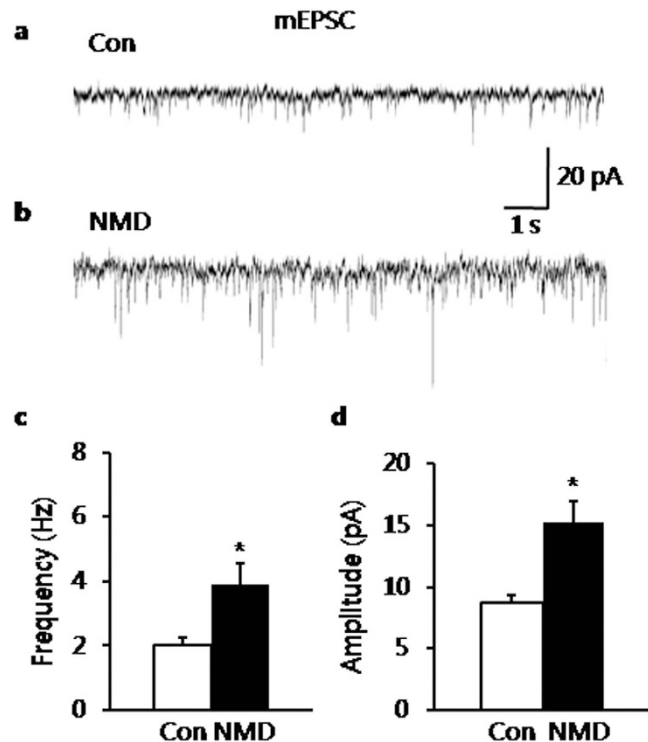 mEPSC
a
Con
20 pA
1 s
b
NMD
c
Frequency (Hz)
8
6
4
2
0
*
Con NMD
d
Amplitude (pA)
20
15
10
5
0
*
Con NMD